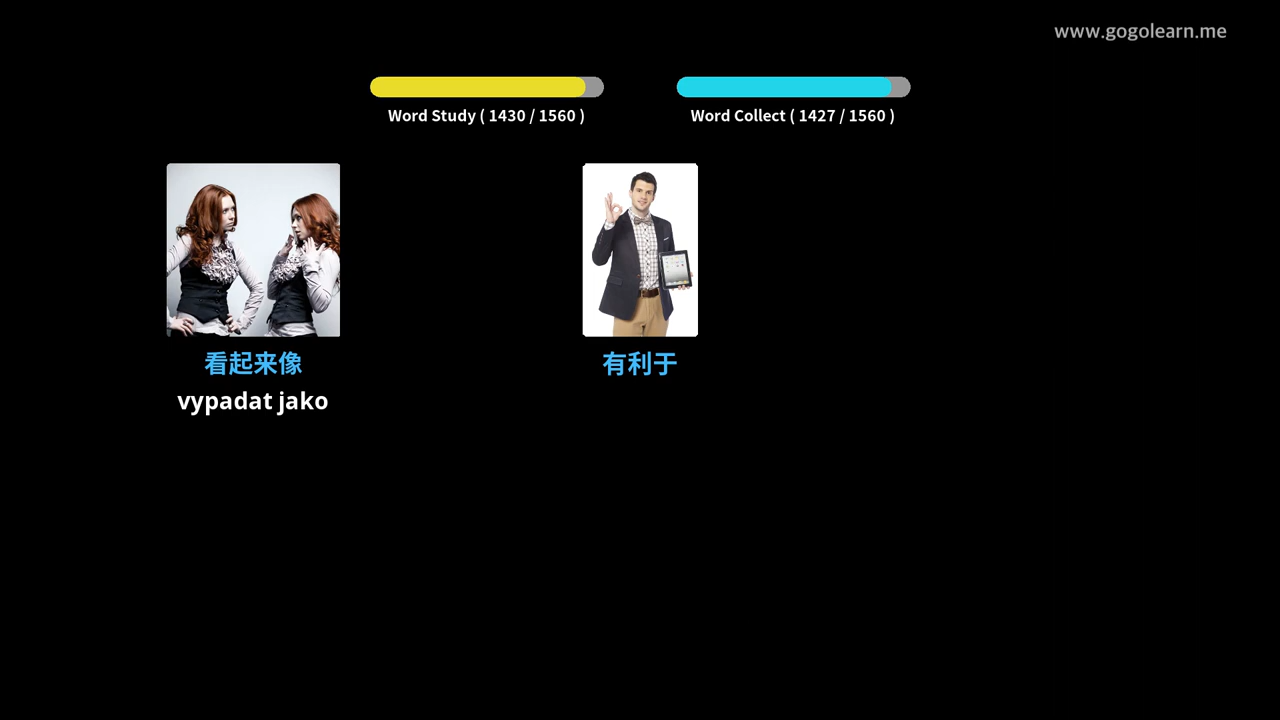 www.gogolearn.me
Word Study ( 1430 / 1560 )
Word Collect ( 1427 / 1560 )
看起来像
有利于
vypadat jako